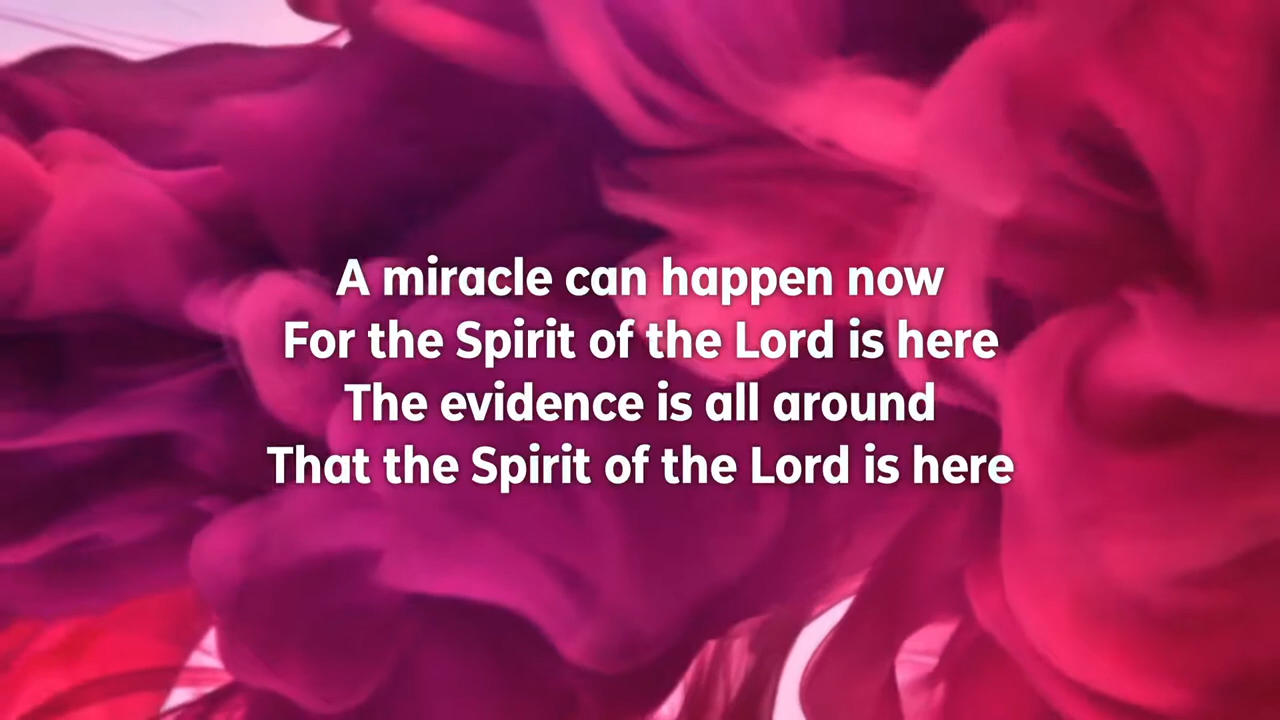 A miracle can happen now
For the Spirit of the Lord is here
The evidence is all around
That the Spirit of the Lord is here